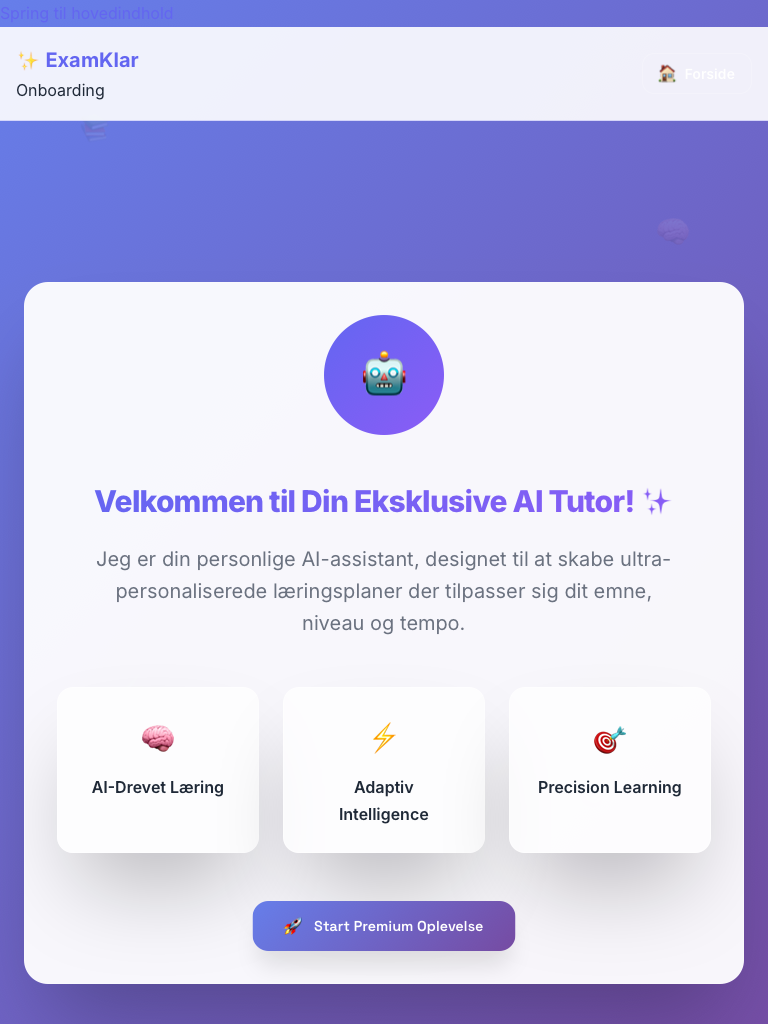 Spring til hovedindhold
✨ ExamKlar
Onboarding
🏠 Forside
Velkommen til Din Eksklusive AI Tutor! ✨
Jeg er din personlige AI-assistant, designet til at skabe ultra-
personaliserede læringsplaner der tilpasser sig dit emne,
niveau og tempo.
AI-Drevet Læring
Adaptiv
Intelligence
Precision Learning
🚀 Start Premium Oplevelse